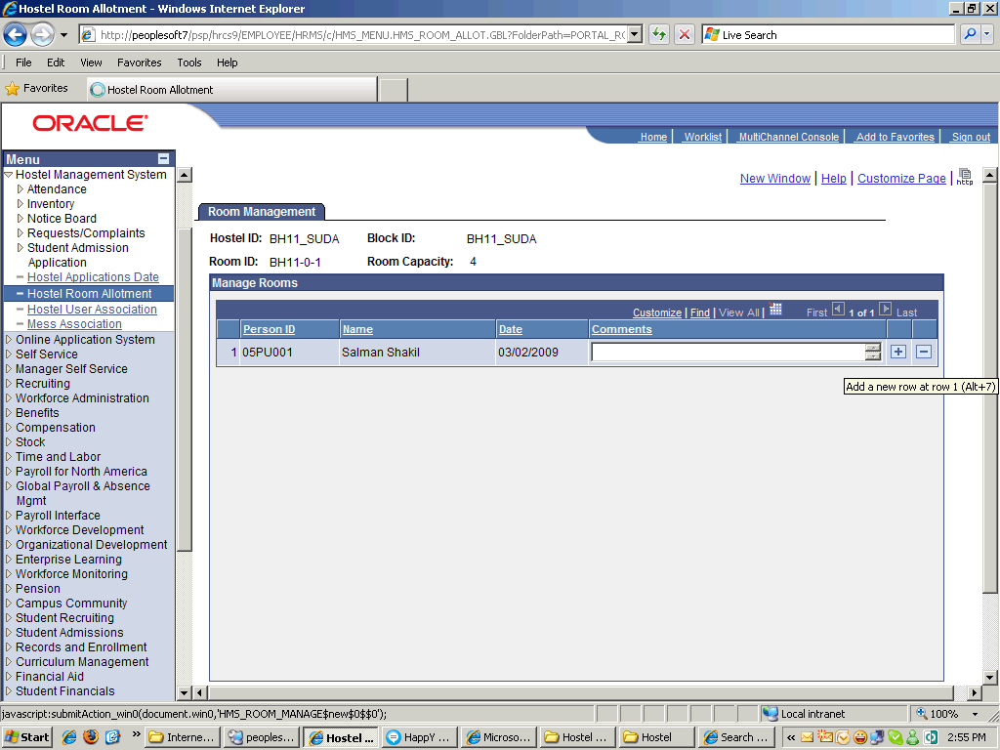 Hostel Room Allotment - Windows Internet Explorer
http://peoplesoft7/psp/hrcs9/EMPLOYEE/HRMS/c/HMS_MENU.HMS_ROOM_ALLOT.GBL?FolderPath=PORTAL_RO
Live Search
File Edit View Favorites Tools Help
Favorites Hostel Room Allotment
ORACLE
Home Worklist MultiChannel Console Add to Favorites Sign out
Menu
Hostel Management System
Attendance
Inventory
Notice Board
Requests/Complaints
Student Admission
Application
Hostel Applications Date
Hostel Room Allotment
Hostel User Association
Mess Association
Online Application System
Self Service
Manager Self Service
Recruiting
Workforce Administration
Benefits
Compensation
Stock
Time and Labor
Payroll for North America
Global Payroll & Absence
Mgmt
Payroll Interface
Workforce Development
Organizational Development
Enterprise Learning
Workforce Monitoring
Pension
Campus Community
Student Recruiting
Student Admissions
Records and Enrollment
Curriculum Management
Financial Aid
Student Financials
New Window | Help | Customize Page | http
Room Management
Hostel ID: BH11_SUDA Block ID: BH11_SUDA
Room ID: BH11-0-1 Room Capacity: 4
Manage Rooms
Customize | Find | View All | First 1 of 1 Last
Person ID Name Date Comments
1 05PU001 Salman Shakil 03/02/2009
Add a new row at row 1 (Alt+7)
javascript:submitAction_win0(document.win0,'HMS_ROOM_MANAGE$new$0$$0');
Local intranet 100%
Start Interne... peoples... Hostel ... HappY Microso... Hostel ... Hostel Search ... 2:55 PM